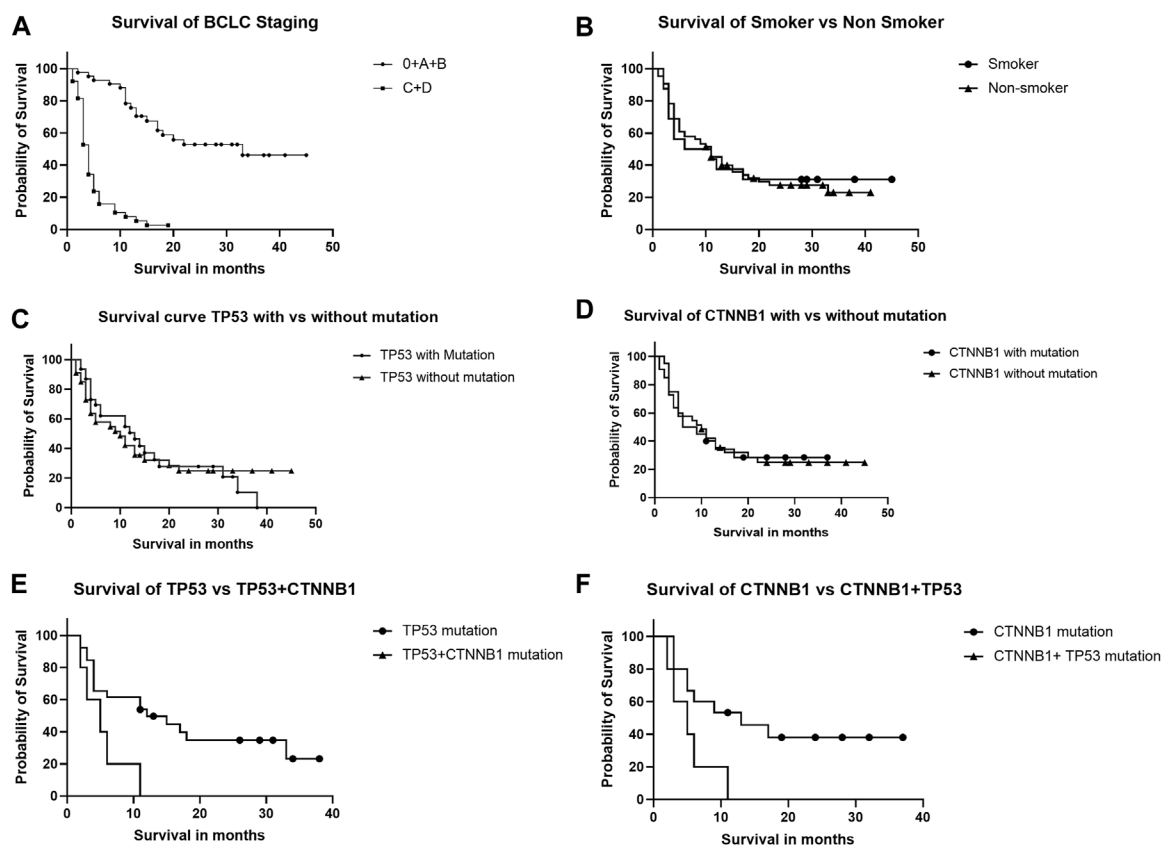 A
Survival of BCLC Staging
Probability of Survival
100
80
60
40
20
0
0 10 20 30 40 50
Survival in months
0+A+B
C+D
B
Survival of Smoker vs Non Smoker
Probability of Survival
100
80
60
40
20
0
0 10 20 30 40 50
Survival in months
Smoker
Non-smoker
C
Survival curve TP53 with vs without mutation
Probability of Survival
100
80
60
40
20
0
0 10 20 30 40 50
Survival in months
TP53 with Mutation
TP53 without mutation
D
Survival of CTNNB1 with vs without mutation
Probability of Survival
100
80
60
40
20
0
0 10 20 30 40 50
Survival in months
CTNNB1 with mutation
CTNNB1 without mutation
E
Survival of TP53 vs TP53+CTNNB1
Probability of Survival
100
80
60
40
20
0
0 10 20 30 40
Survival in months
TP53 mutation
TP53+CTNNB1 mutation
F
Survival of CTNNB1 vs CTNNB1+TP53
Probability of Survival
100
80
60
40
20
0
0 10 20 30 40
Survival in months
CTNNB1 mutation
CTNNB1+ TP53 mutation